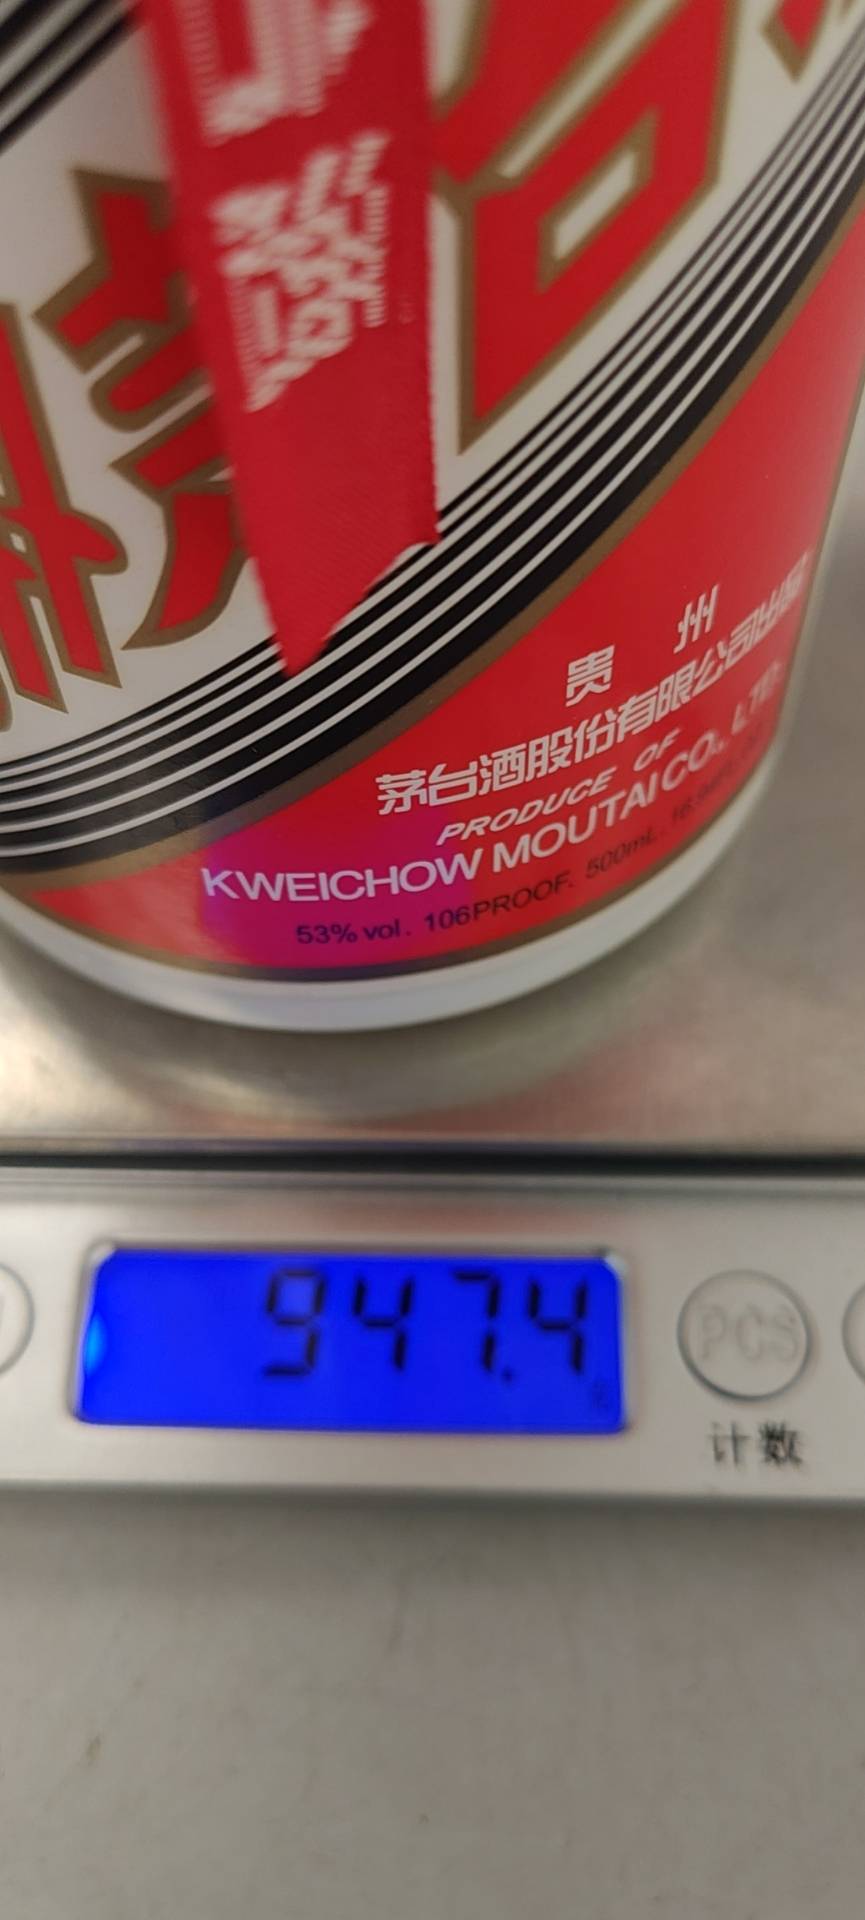 台
贵 州
茅台酒股份有限公司出品
PRODUCE OF
KWEICHOW MOUTAI CO., LTD.
53% vol. 106PROOF. 500mL.
947.4
PCS
计数